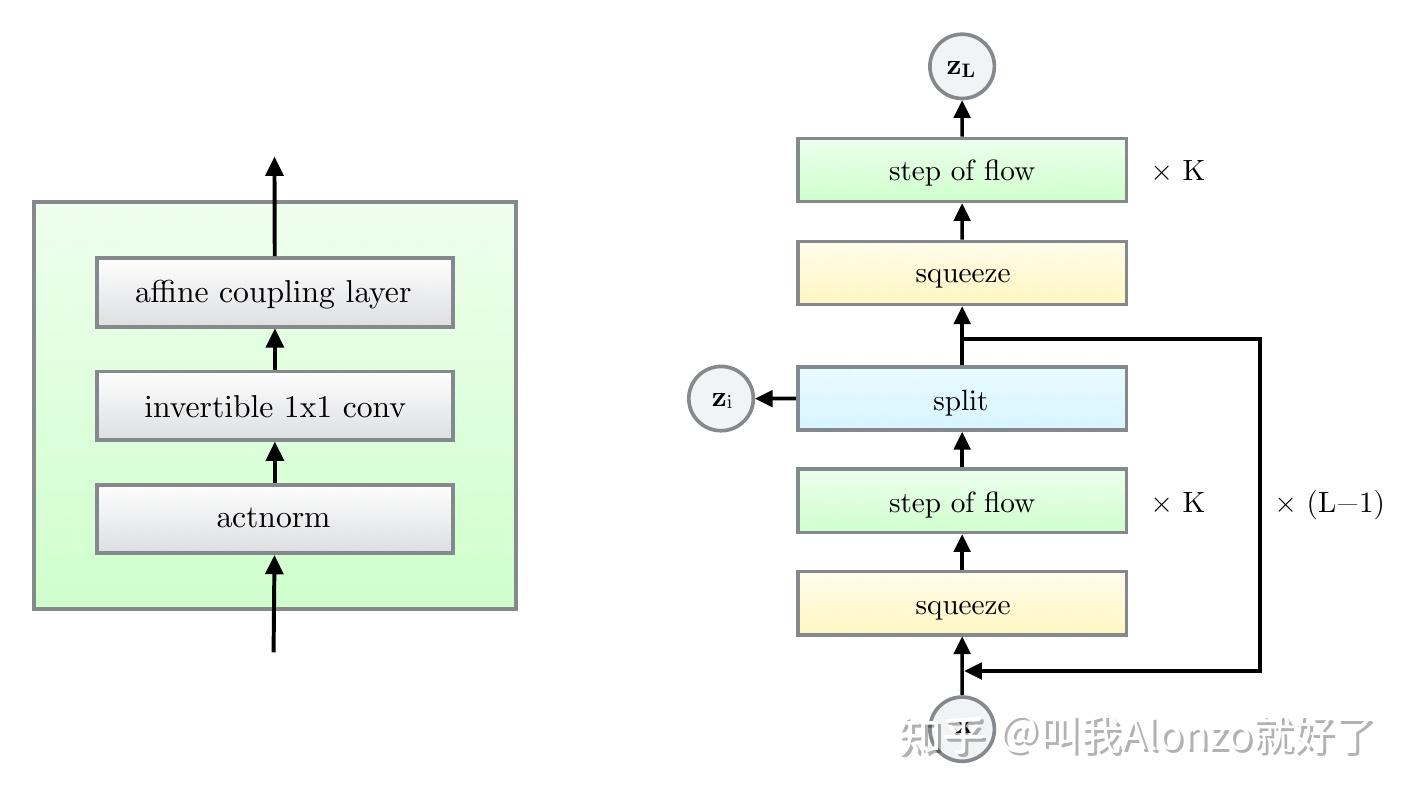 affine coupling layer
invertible 1x1 conv
actnorm
z_L
step of flow × K
squeeze
z_i
split
step of flow × K
× (L−1)
squeeze
x
知乎 @叫我Alonzo就好了